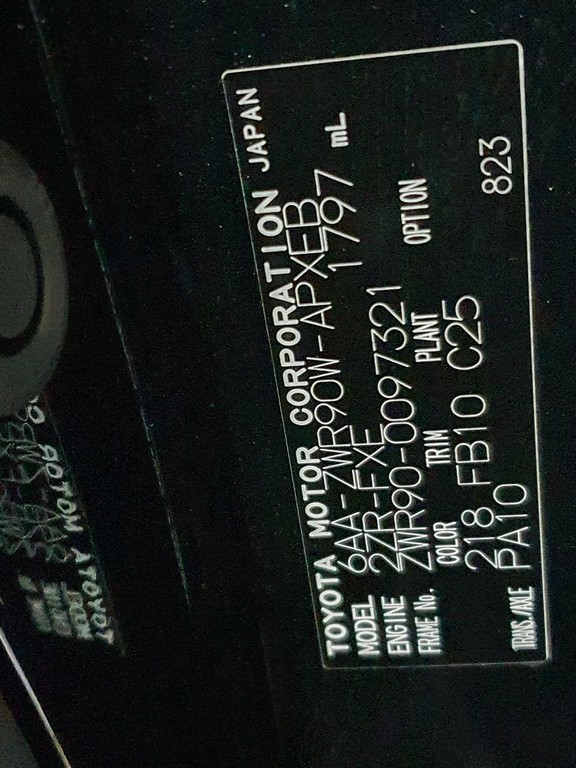 TOYOTA MOTOR CORPORATION JAPAN
MODEL 6AA-ZWR90W-APXEB
ENGINE 2ZR-FXE 1797 mL
FRAME No. ZWR90-0097321
COLOR TRIM PLANT OPTION
218 FB10 C25
TRANS./AXLE PA10 823